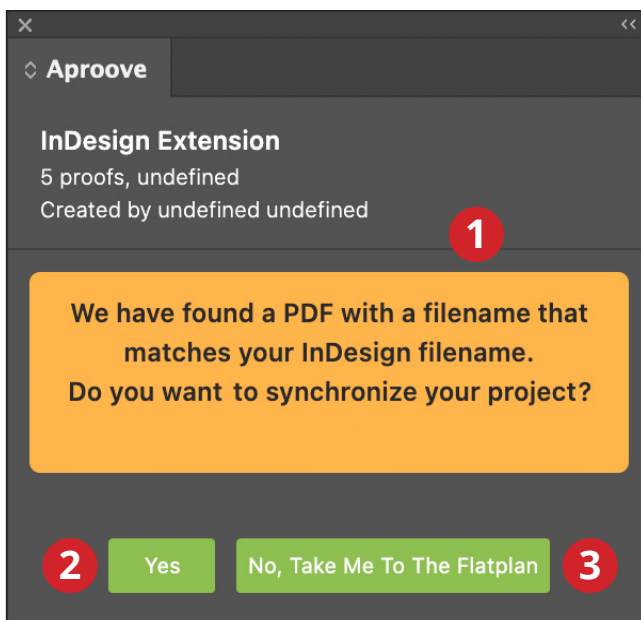 Aproove
InDesign Extension
5 proofs, undefined
Created by undefined undefined
1
We have found a PDF with a filename that
matches your InDesign filename.
Do you want to synchronize your project?
2 Yes No, Take Me To The Flatplan 3